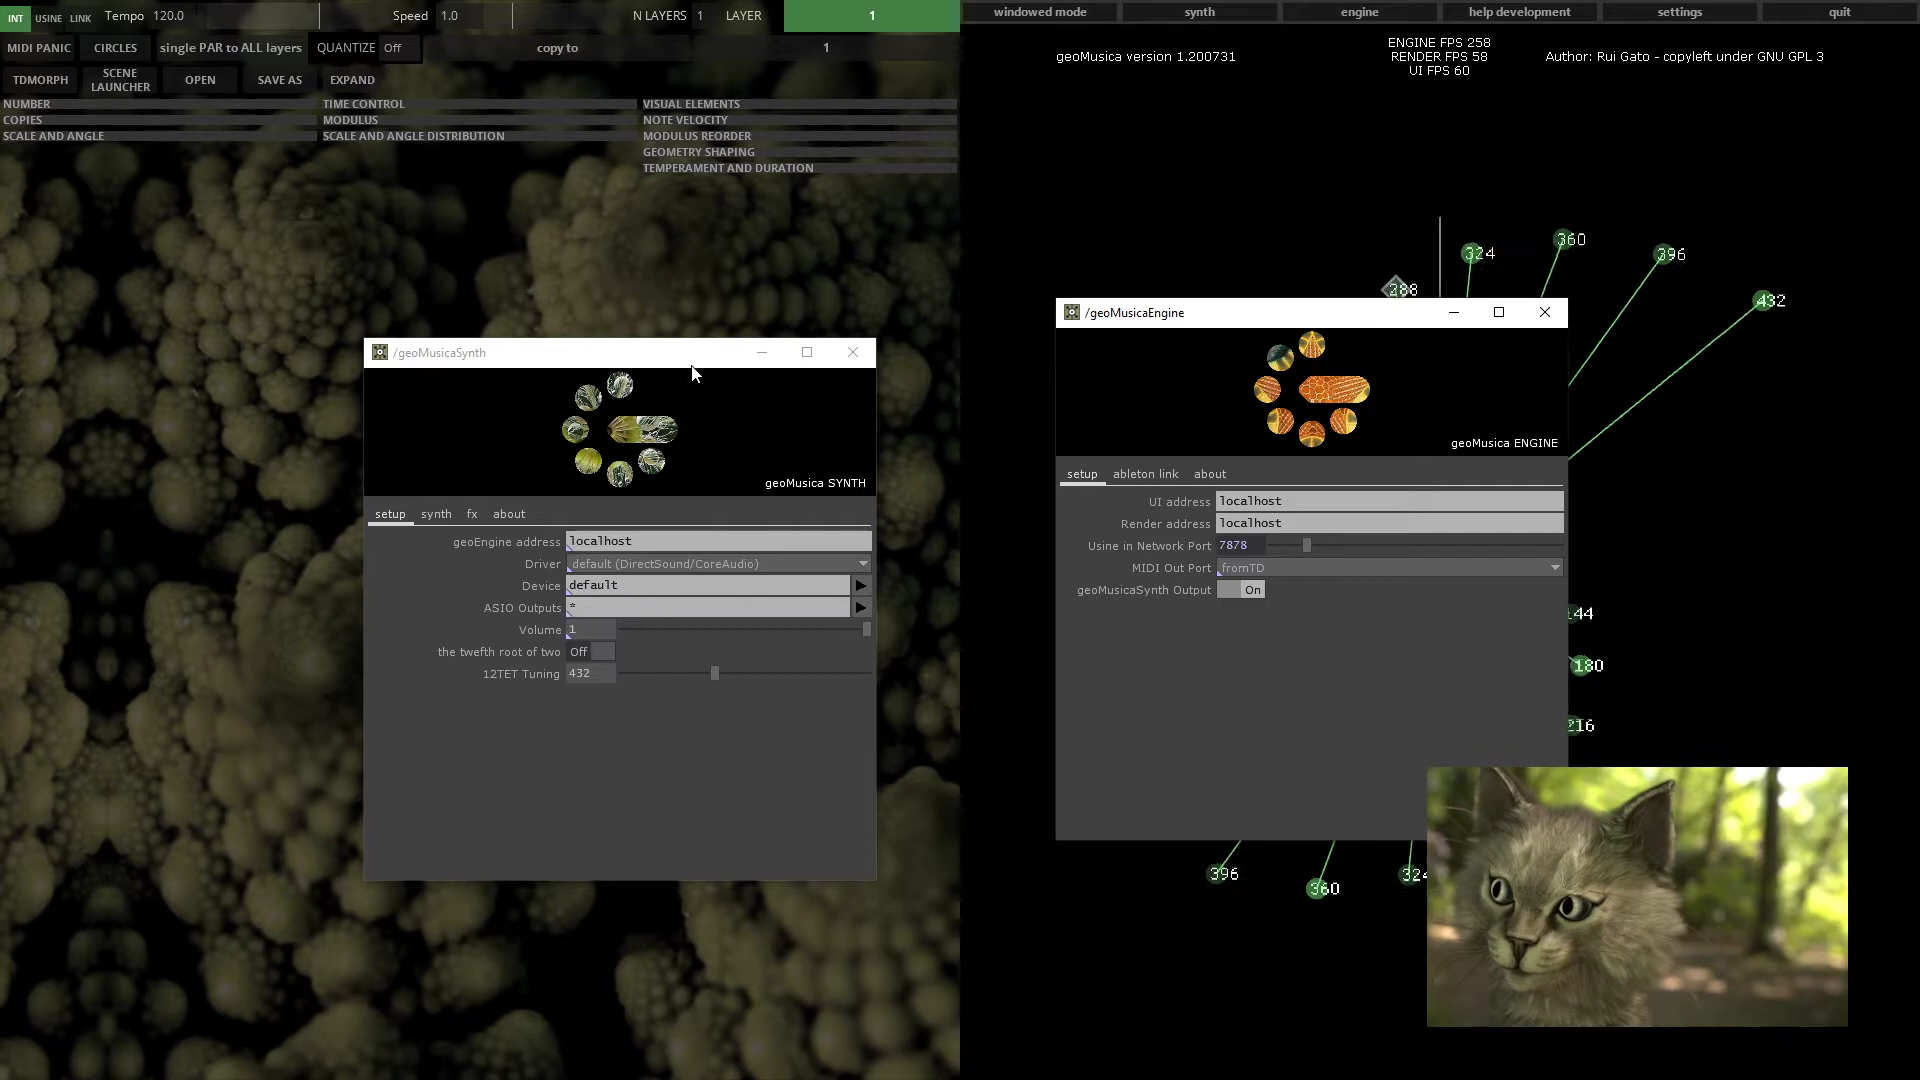 INT USINE LINK Tempo 120.0 Speed 1.0 N LAYERS 1 LAYER 1
MIDI PANIC CIRCLES single PAR to ALL layers QUANTIZE Off copy to 1
TDMORPH SCENE LAUNCHER OPEN SAVE AS EXPAND
NUMBER TIME CONTROL VISUAL ELEMENTS
COPIES MODULUS NOTE VELOCITY
SCALE AND ANGLE SCALE AND ANGLE DISTRIBUTION MODULUS REORDER
GEOMETRY SHAPING
TEMPERAMENT AND DURATION
windowed mode synth engine help development settings quit
geoMusica version 1.200731
ENGINE FPS 258
RENDER FPS 58
UI FPS 60
Author: Rui Gato - copyleft under GNU GPL 3
/geoMusicaSynth
geoMusica SYNTH
setup synth fx about
geoEngine address localhost
Driver default (DirectSound/CoreAudio)
Device default
ASIO Outputs *
Volume 1
the twefth root of two Off
12TET Tuning 432
288
324
360
396
432
/geoMusicaEngine
geoMusica ENGINE
setup ableton link about
UI address localhost
Render address localhost
Usine in Network Port 7878
MIDI Out Port fromTD
geoMusicaSynth Output On
144
180
216
396
360
324